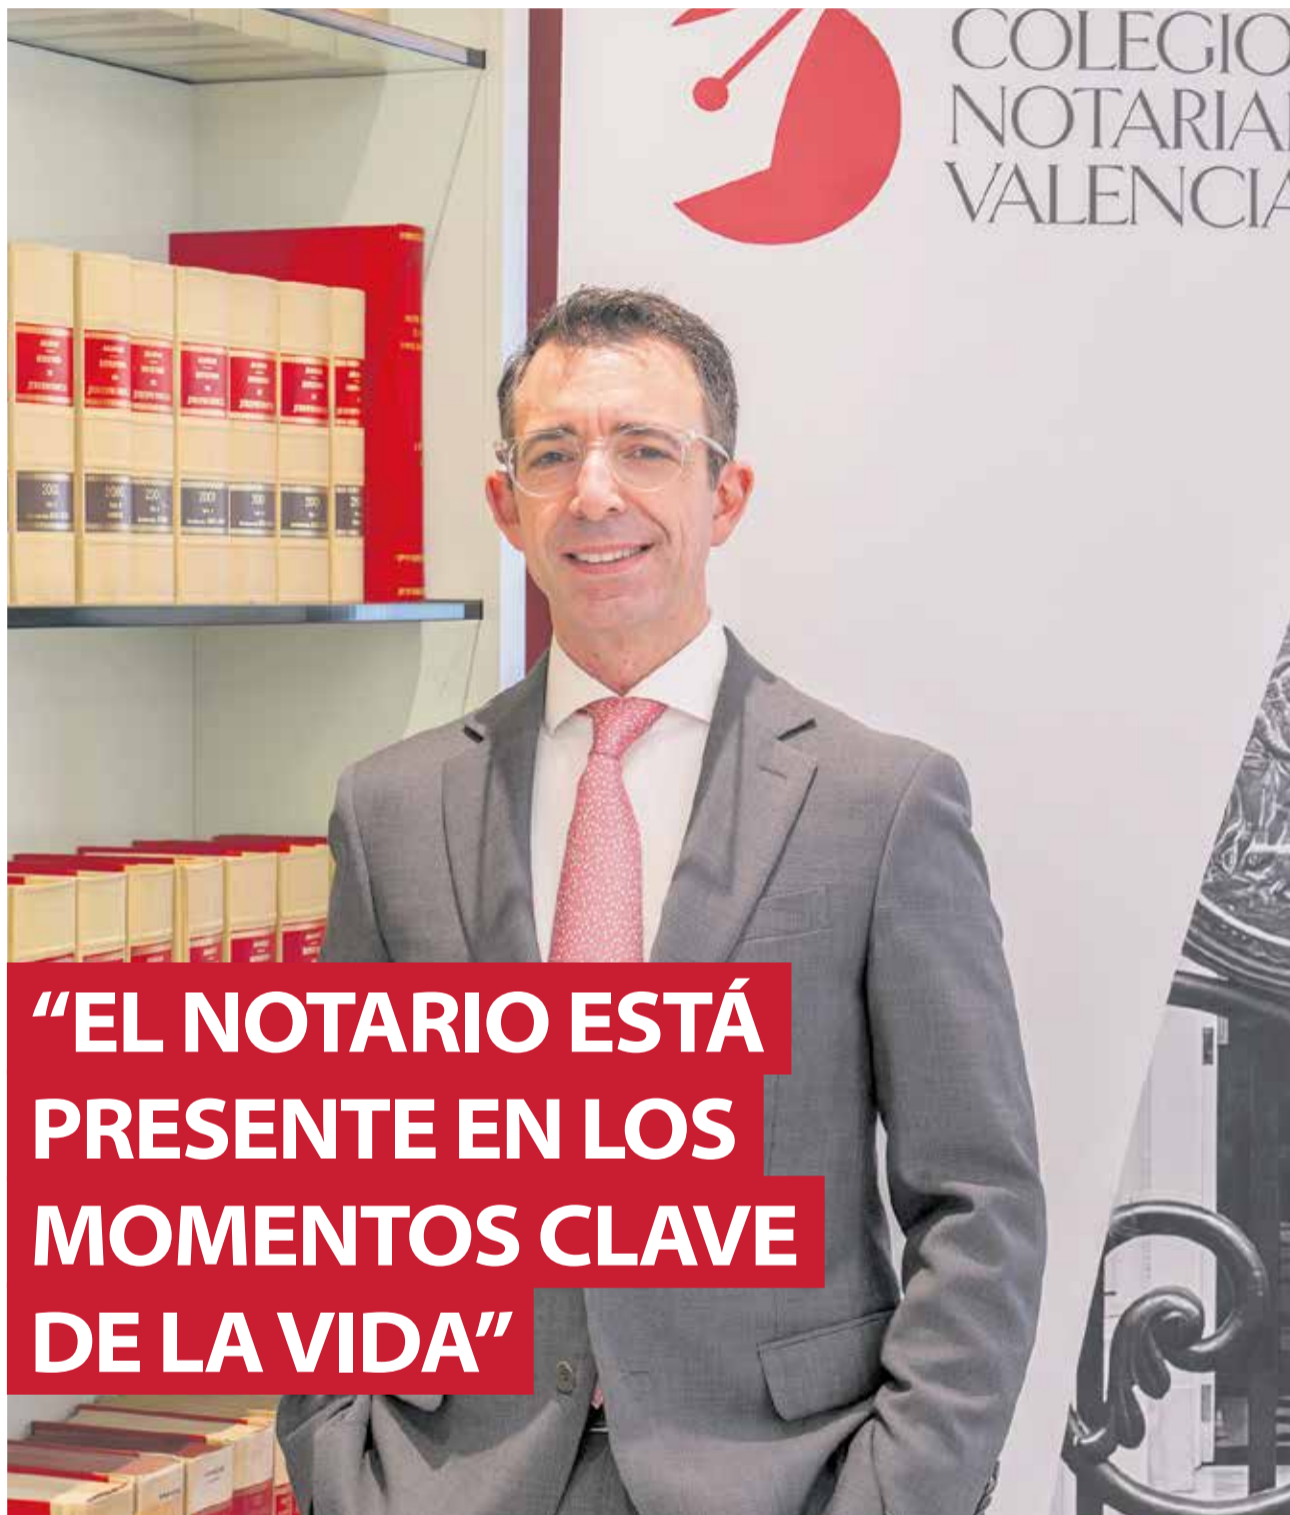 COLEGIO
NOTARIAL
VALENCIA
“EL NOTARIO ESTÁ
PRESENTE EN LOS
MOMENTOS CLAVE
DE LA VIDA”